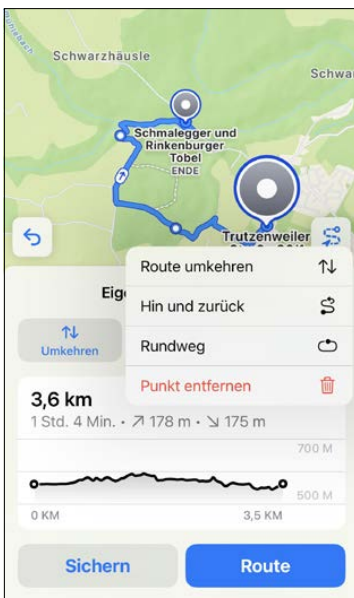 Schwarzhäusle
Schwa
Schmalegger und
Rinkenburger
Tobel
ENDE
Trutzenweiler
Route umkehren
Hin und zurück
Rundweg
Punkt entfernen
Eige
Umkehren
3,6 km
1 Std. 4 Min. • ↗ 178 m • ↘ 175 m
700 M
500 M
0 KM 3,5 KM
Sichern Route